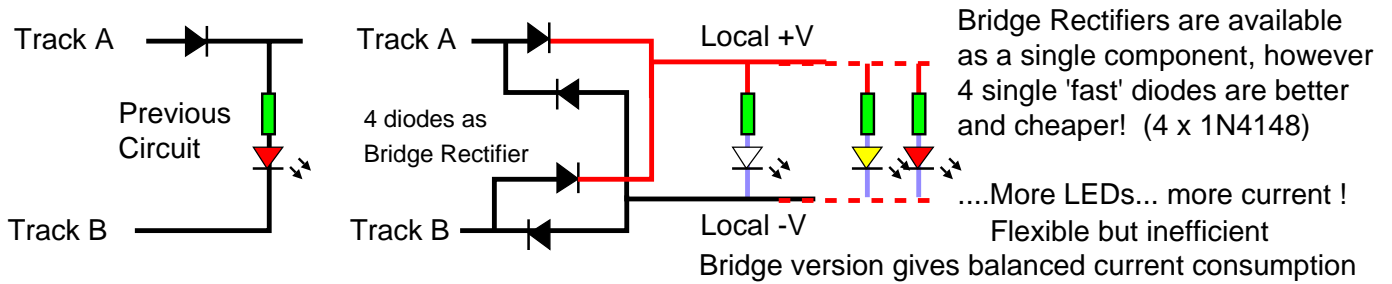 Track A
Previous
Circuit
Track B
Track A
4 diodes as
Bridge Rectifier
Track B
Local +V
Local -V
Bridge Rectifiers are available
as a single component, however
4 single 'fast' diodes are better
and cheaper!  (4 x 1N4148)
....More LEDs... more current !
Flexible but inefficient
Bridge version gives balanced current consumption